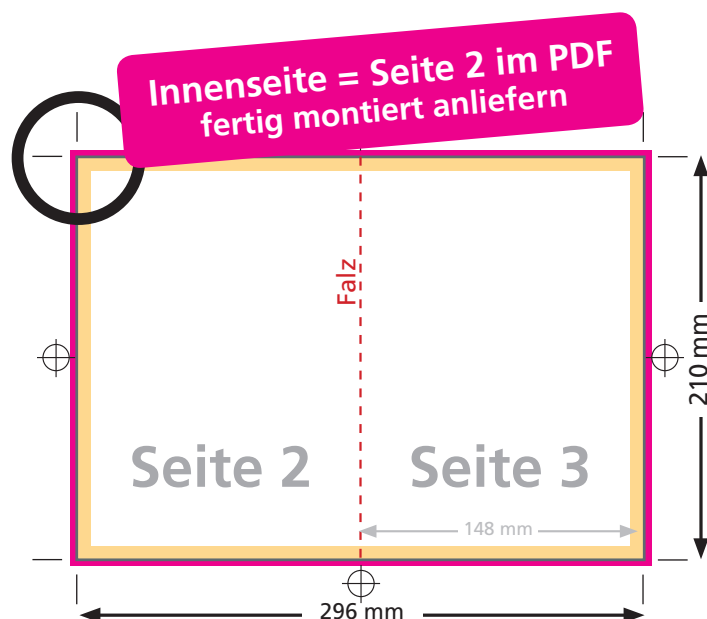 Innenseite = Seite 2 im PDF
fertig montiert anliefern
Falz
210 mm
Seite 2
Seite 3
148 mm
296 mm